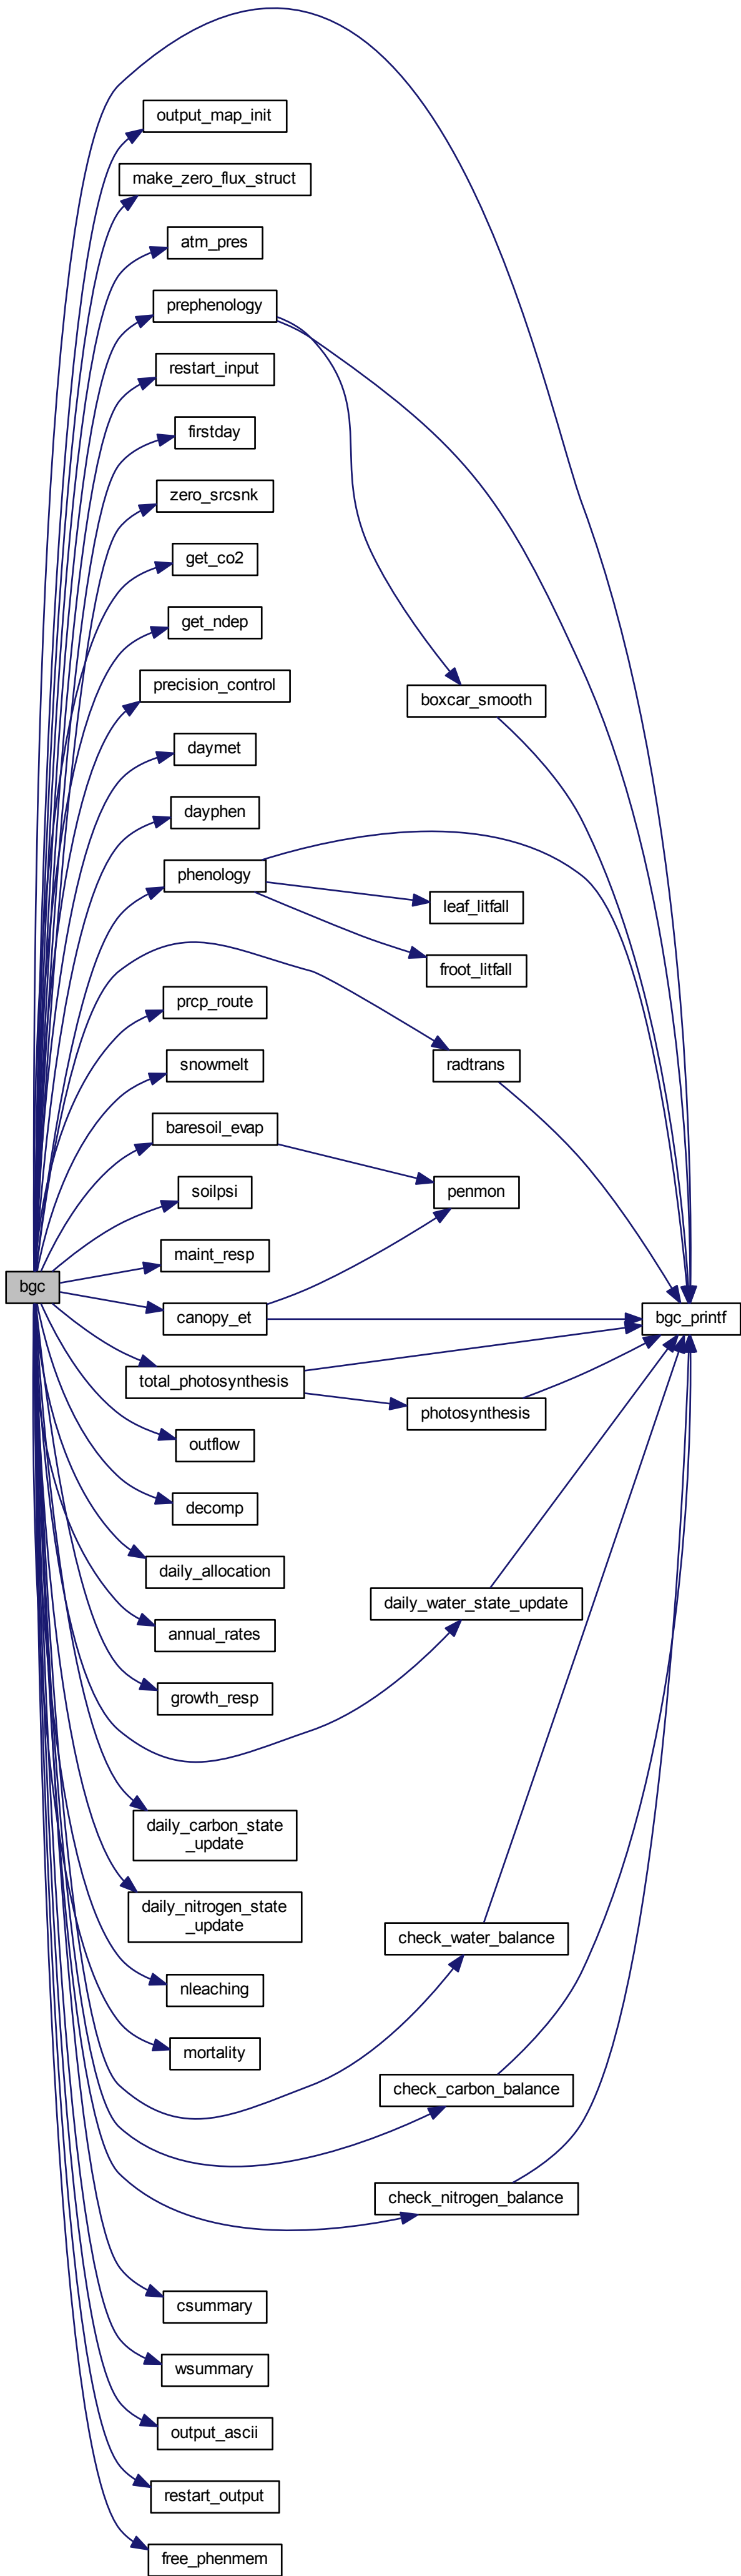 output_map_init
make_zero_flux_struct
atm_pres
prephenology
restart_input
firstday
zero_srcsnk
get_co2
get_ndep
precision_control
boxcar_smooth
daymet
dayphen
phenology
leaf_litfall
froot_litfall
prcp_route
snowmelt
radtrans
baresoil_evap
soilpsi
penmon
maint_resp
bgc
canopy_et
bgc_printf
total_photosynthesis
photosynthesis
outflow
decomp
daily_allocation
daily_water_state_update
annual_rates
growth_resp
daily_carbon_state
_update
daily_nitrogen_state
_update
check_water_balance
nleaching
mortality
check_carbon_balance
check_nitrogen_balance
csummary
wsummary
output_ascii
restart_output
free_phenmem